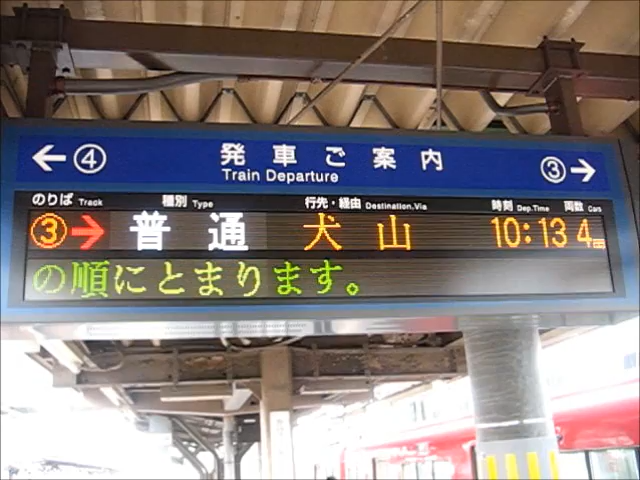 ← ④ 発車ご案内 ③ →
Train Departure
のりば Track 種別 Type 行先・経由 Destination,Via 時刻 Dep.Time 両数 Cars
③→ 普通 犬山 10:13 4両
の順にとまります。